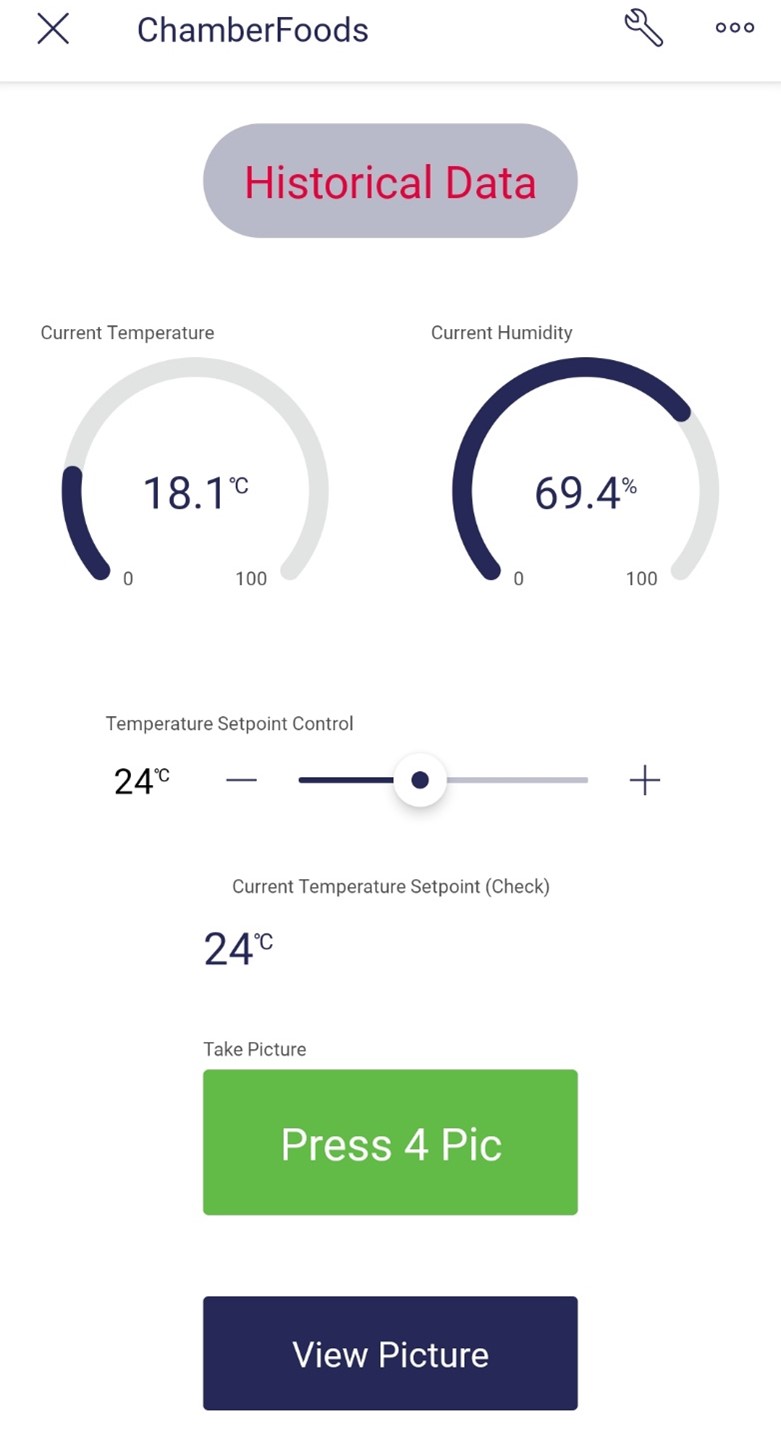 ChamberFoods
Historical Data
Current Temperature
Current Humidity
18.1℃
69.4%
0 100
0 100
Temperature Setpoint Control
24℃
Current Temperature Setpoint (Check)
24℃
Take Picture
Press 4 Pic
View Picture